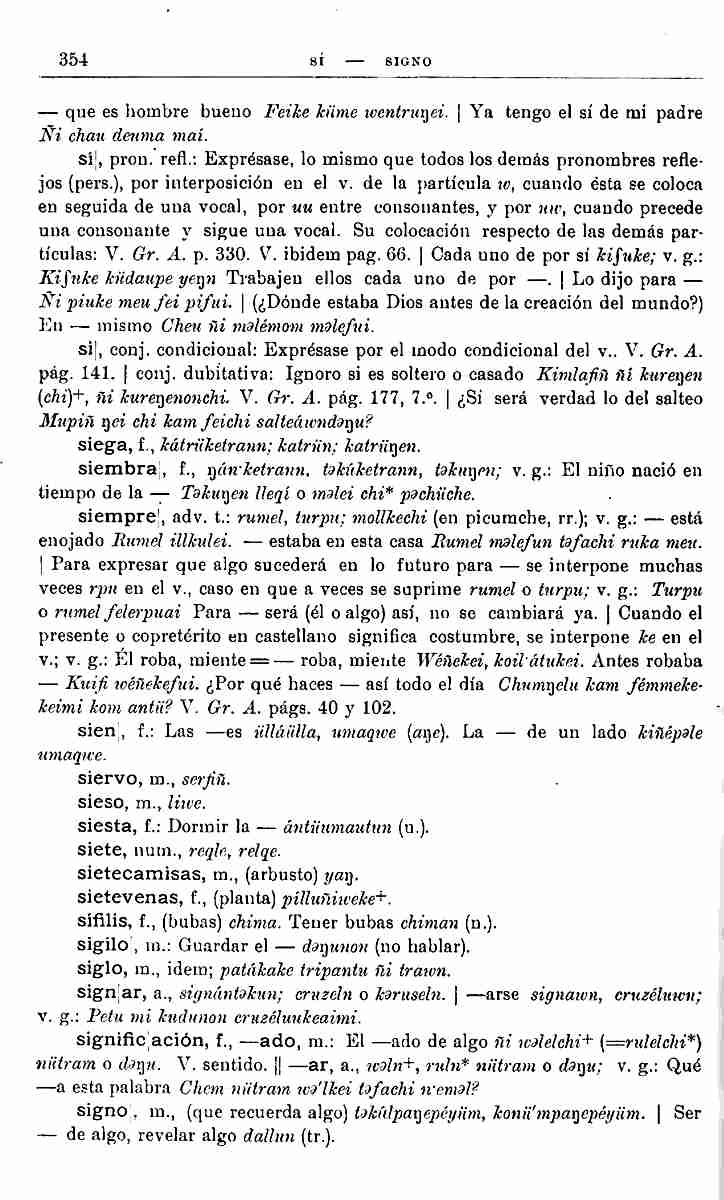 354 SÍ — SIGNO
— que es hombre bueno Feike küme wentruŋei. | Ya tengo el sí de mi padre
Ñi chau deuma maí.
si|, pron. refl.: Exprésase, lo mismo que todos los demás pronombres refle-
jos (pers.), por interposición en el v. de la partícula w, cuando ésta se coloca
en seguida de una vocal, por uu entre consonantes, y por uw, cuando precede
una consonante y sigue una vocal. Su colocación respecto de las demás par-
tículas: V. Gr. A. p. 330. V. ibidem pag. 66. | Cada uno de por sí kifuke; v. g.:
Kifuke küdaupe yeŋn Trabajen ellos cada uno de por —. | Lo dijo para —
Ñi piuke meu fei pifui. | (¿Dónde estaba Dios antes de la creación del mundo?)
En — mismo Cheu ñi məlémom məlefui.
si|, conj. condicional: Exprésase por el modo condicional del v.. V. Gr. A.
pág. 141. | conj. dubitativa: Ignoro si es soltero o casado Kimlafiñ ñi kureŋen
(chi)+, ñi kureŋenonchi. V. Gr. A. pág. 177, 7.º. | ¿Si será verdad lo del salteo
Mupiñ ŋei chi kam feichi salteáwndəŋu?
siega, f., kátrüketrann; katrün; katrüŋen.
siembra|, f., ŋán·ketrann, təkúketrann, təkuŋen; v. g.: El niño nació en
tiempo de la — Təkuŋen lleqí o məlei chi* pəchüche.
siempre|, adv. t.: rumel, turpu; mollkechi (en picumche, rr.); v. g.: — está
enojado Rumel illkulei. — estaba en esta casa Rumel məlefun təfachi ruka meu.
| Para expresar que algo sucederá en lo futuro para — se interpone muchas
veces rpu en el v., caso en que a veces se suprime rumel o turpu; v. g.: Turpu
o rumel felerpuai Para — será (él o algo) así, no se cambiará ya. | Cuando el
presente o copretérito en castellano significa costumbre, se interpone ke en el
v.; v. g.: Él roba, miente = — roba, miente Wéñekei, koil·átukei. Antes robaba
— Kuifi wéñekefui. ¿Por qué haces — así todo el día Chumŋelu kam fémmeke-
keimi kom antü? V. Gr. A. págs. 40 y 102.
sien|, f.: Las —es ülláülla, umaqwe (aŋe). La — de un lado kiñépəle
umaqwe.
siervo, m., serfiñ.
sieso, m., liwe.
siesta, f.: Dormir la — ántüumautun (n.).
siete, num., reqle, relqe.
sietecamisas, m., (arbusto) yaŋ.
sietevenas, f., (planta) pílluñiweke+.
sífilis, f., (bubas) chima. Tener bubas chiman (n.).
sigilo|, m.: Guardar el — dəŋunon (no hablar).
siglo, m., idem; patákake tripantu ñi trawn.
sign|ar, a., signántəkun; cruzeln o kəruseln. | —arse signawn, cruzéluwn;
v. g.: Petu mi kudunon cruzéluukeaimi.
signific|ación, f., —ado, m.: El —ado de algo ñi wəlelchi+ (=rulelchi*)
nütram o dəŋu. V. sentido. || —ar, a., wəln+, ruln* nütram o dəŋu; v. g.: Qué
—a esta palabra Chem nütram wə'lkei təfachi n·eməl?
signo|, m., (que recuerda algo) təkúlpaŋepéyüm, konü'mpaŋepéyüm. | Ser
— de algo, revelar algo dallun (tr.).